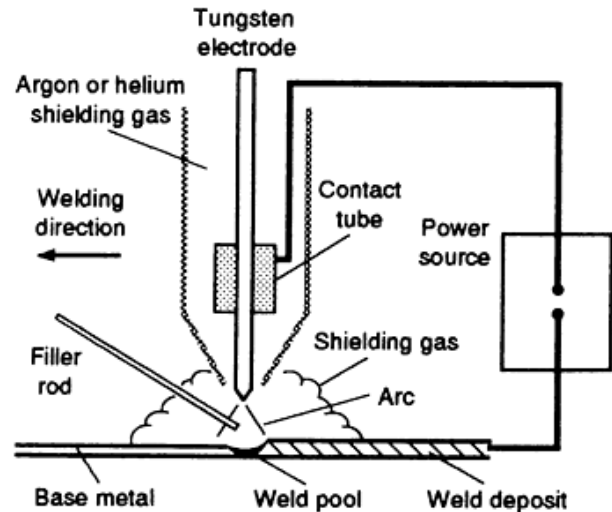 Tungsten
electrode
Argon or helium
shielding gas
Welding
direction
Contact
tube
Power
source
Filler
rod
Shielding gas
Arc
Base metal
Weld pool
Weld deposit